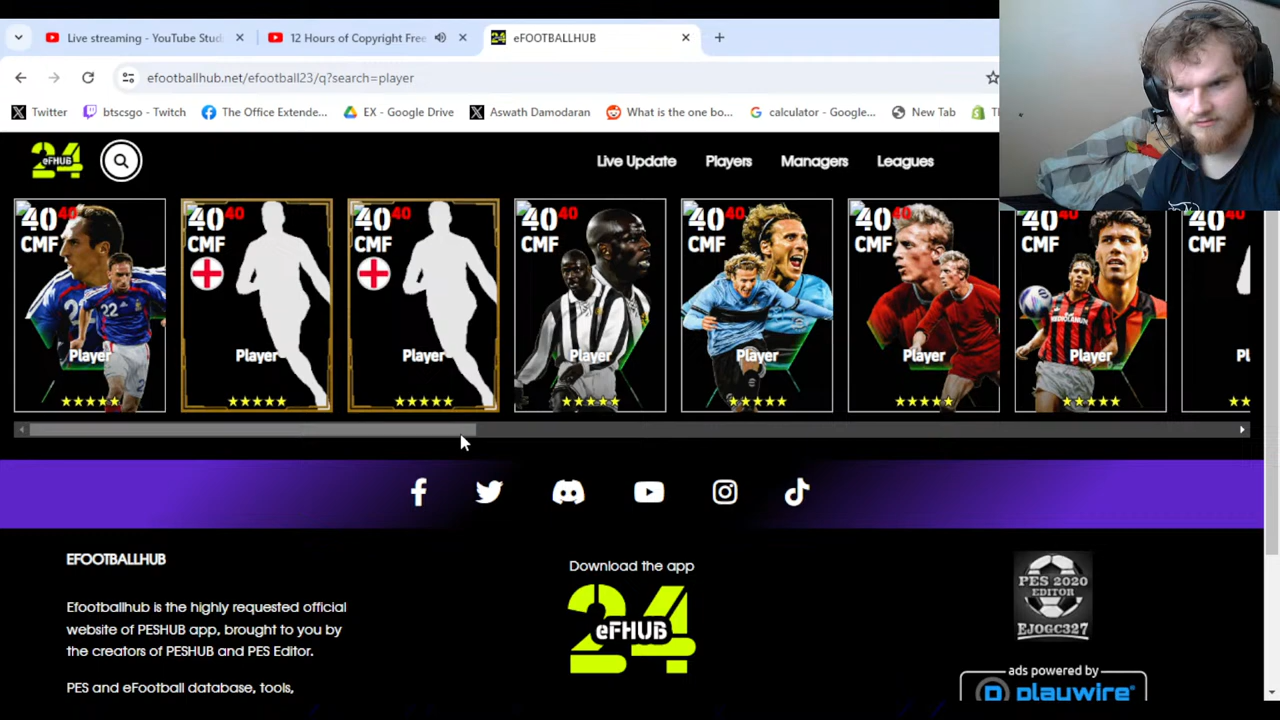 Live streaming - YouTube Stud
12 Hours of Copyright Free
eFOOTBALLHUB
efootballhub.net/efootball23/q?search=player
Twitter
btscsgo - Twitch
The Office Extende...
EX - Google Drive
Aswath Damodaran
What is the one bo...
calculator - Google...
New Tab
24
eFHUB
Live Update
Players
Managers
Leagues
40 40
CMF
22
Player
★★★★★
40 40
CMF
Player
★★★★★
40 40
CMF
Player
★★★★★
40 40
CMF
Player
★★★★★
40 40
CMF
Player
★★★★★
40 40
CMF
Player
★★★★★
40 40
CMF
Player
★★★★★
40 40
CMF
Pl
★★
EFOOTBALLHUB
Efootballhub is the highly requested official
website of PESHUB app, brought to you by
the creators of PESHUB and PES Editor.
PES and eFootball database, tools,
Download the app
24
eFHUB
PES 2020
EDITOR
EJOGC327
ads powered by
playwire